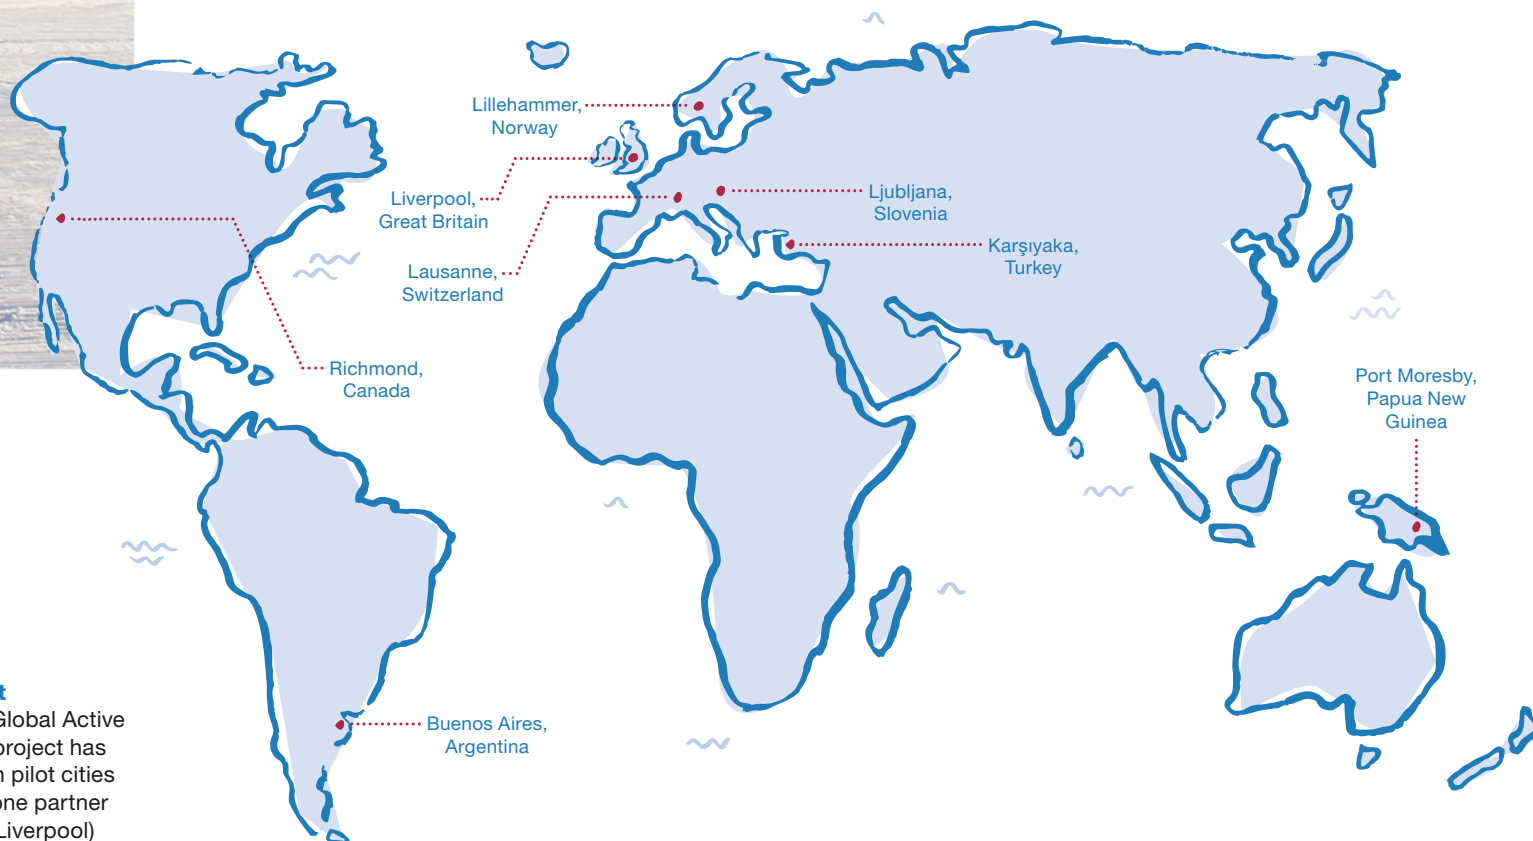 Lillehammer,
Norway
Liverpool,
Great Britain
Ljubljana,
Slovenia
Karşıyaka,
Turkey
Lausanne,
Switzerland
Richmond,
Canada
Port Moresby,
Papua New
Guinea
Buenos Aires,
Argentina
Global Active
project has
pilot cities
one partner
Liverpool)